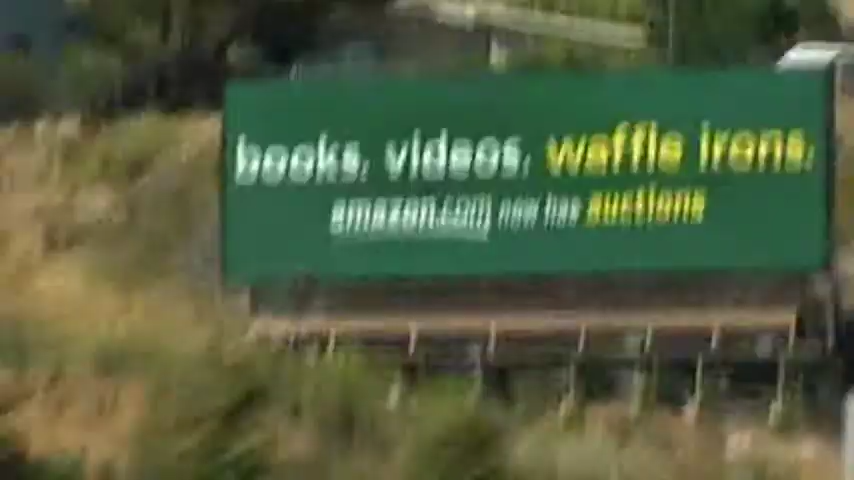 books, videos, waffle irons.
amazon.com now has auctions